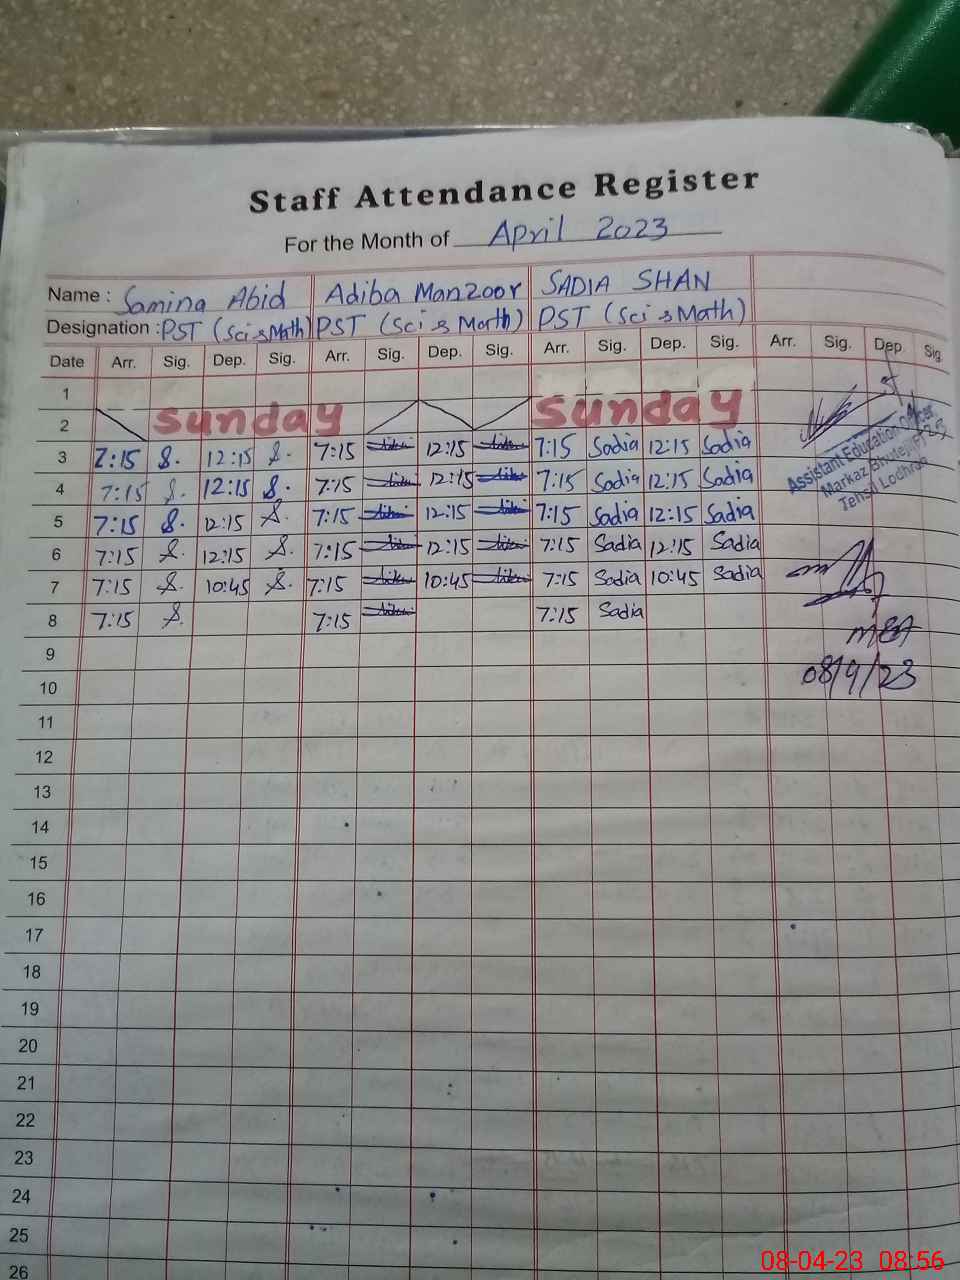 Staff Attendance Register
For the Month of April 2023
Name : Samina Abid Adiba Manzoor SADIA SHAN
Designation : PST (Sci & Math) PST (Sci & Math) PST (Sci & Math)
Date Arr. Sig. Dep. Sig. Arr. Sig. Dep. Sig. Arr. Sig. Dep. Sig. Arr. Sig. Dep. Sig
1
2 sunday sunday
3 7:15 S. 12:15 S. 7:15 12:15 7:15 Sadia 12:15 Sadia
4 7:15 S. 12:15 S. 7:15 12:15 7:15 Sadia 12:15 Sadia
5 7:15 S. 12:15 S. 7:15 12:15 7:15 Sadia 12:15 Sadia
6 7:15 S. 12:15 S. 7:15 12:15 7:15 Sadia 12:15 Sadia
7 7:15 S. 10:45 S. 7:15 10:45 7:15 Sadia 10:45 Sadia
8 7:15 S. 7:15 7:15 Sadia
Assistant Education Officer
Markaz
Tehsil Lodhran
MEA
08/4/23
9
10
11
12
13
14
15
16
17
18
19
20
21
22
23
24
25
26
08-04-23 08:56